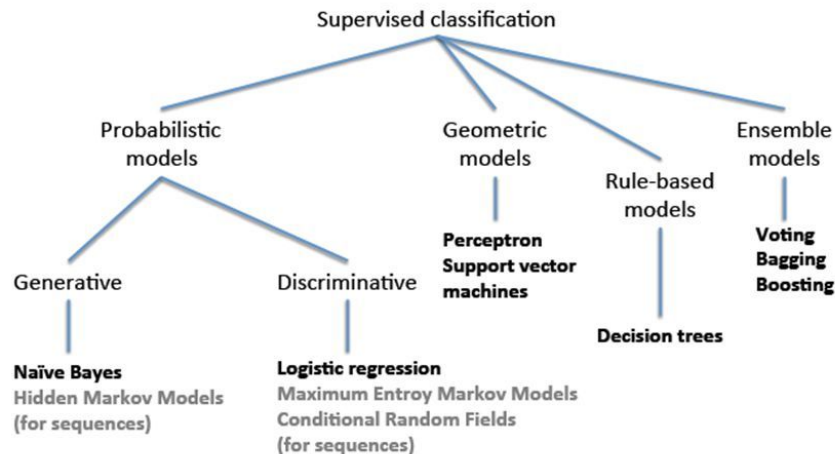 Supervised classification
Probabilistic
models
Geometric
models
Rule-based
models
Ensemble
models
Generative
Discriminative
Perceptron
Support vector
machines
Voting
Bagging
Boosting
Decision trees
Naïve Bayes
Hidden Markov Models
(for sequences)
Logistic regression
Maximum Entroy Markov Models
Conditional Random Fields
(for sequences)